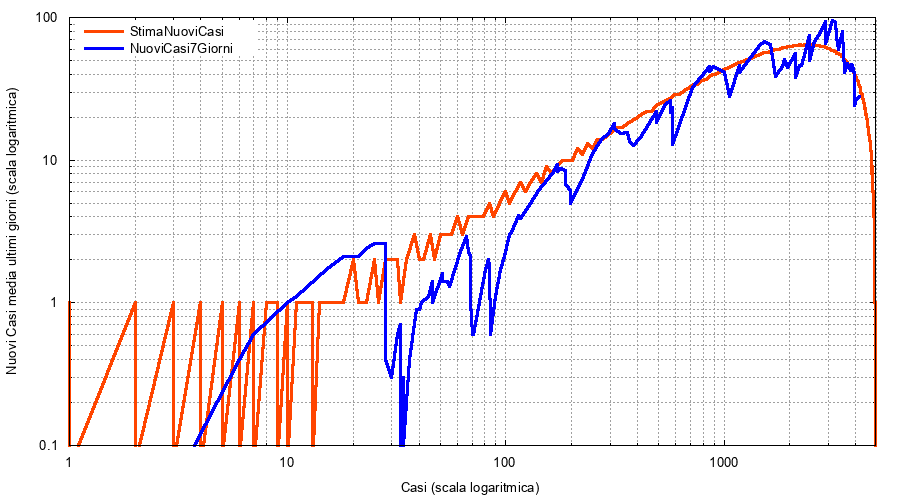 100
StimaNuoviCasi
NuoviCasi7Giorni
10
1
0.1
Nuovi Casi media ultimi giorni (scala logaritmica)
1
10
100
1000
Casi (scala logaritmica)